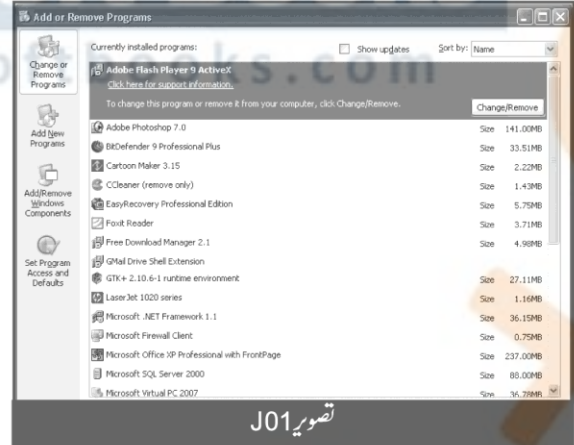 Add or Remove Programs
Change or Remove Programs
Add New Programs
Add/Remove Windows Components
Set Program Access and Defaults
Currently installed programs:
Show updates
Sort by: Name
Adobe Flash Player 9 ActiveX
Click here for support information.
To change this program or remove it from your computer, click Change/Remove.
Change/Remove
Adobe Photoshop 7.0 Size 141.00MB
BitDefender 9 Professional Plus Size 33.51MB
Cartoon Maker 3.15 Size 2.22MB
CCleaner (remove only) Size 1.43MB
EasyRecovery Professional Edition Size 5.75MB
Foxit Reader Size 3.71MB
Free Download Manager 2.1 Size 4.98MB
GMail Drive Shell Extension
GTK+ 2.10.6-1 runtime environment Size 27.11MB
LaserJet 1020 series Size 1.16MB
Microsoft .NET Framework 1.1 Size 36.15MB
Microsoft Firewall Client Size 0.75MB
Microsoft Office XP Professional with FrontPage Size 237.00MB
Microsoft SQL Server 2000 Size 88.00MB
Microsoft Virtual PC 2007 Size 36.78MB
تصویر J01